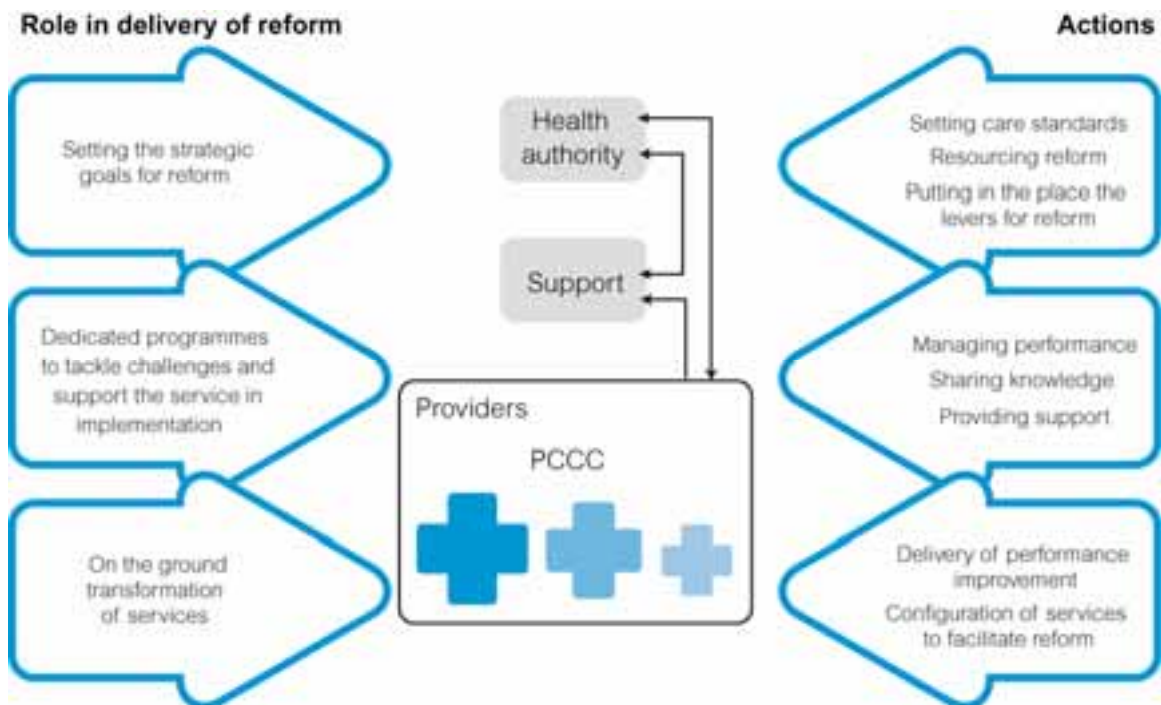 Role in delivery of reform
Actions
Setting the strategic
goals for reform
Health
authority
Setting care standards
Resourcing reform
Putting in the place the
levers for reform
Support
Dedicated programmes
to tackle challenges and
support the service in
implementation
Managing performance
Sharing knowledge
Providing support
Providers
PCCC
On the ground
transformation
of services
Delivery of performance
improvement
Configuration of services
to facilitate reform